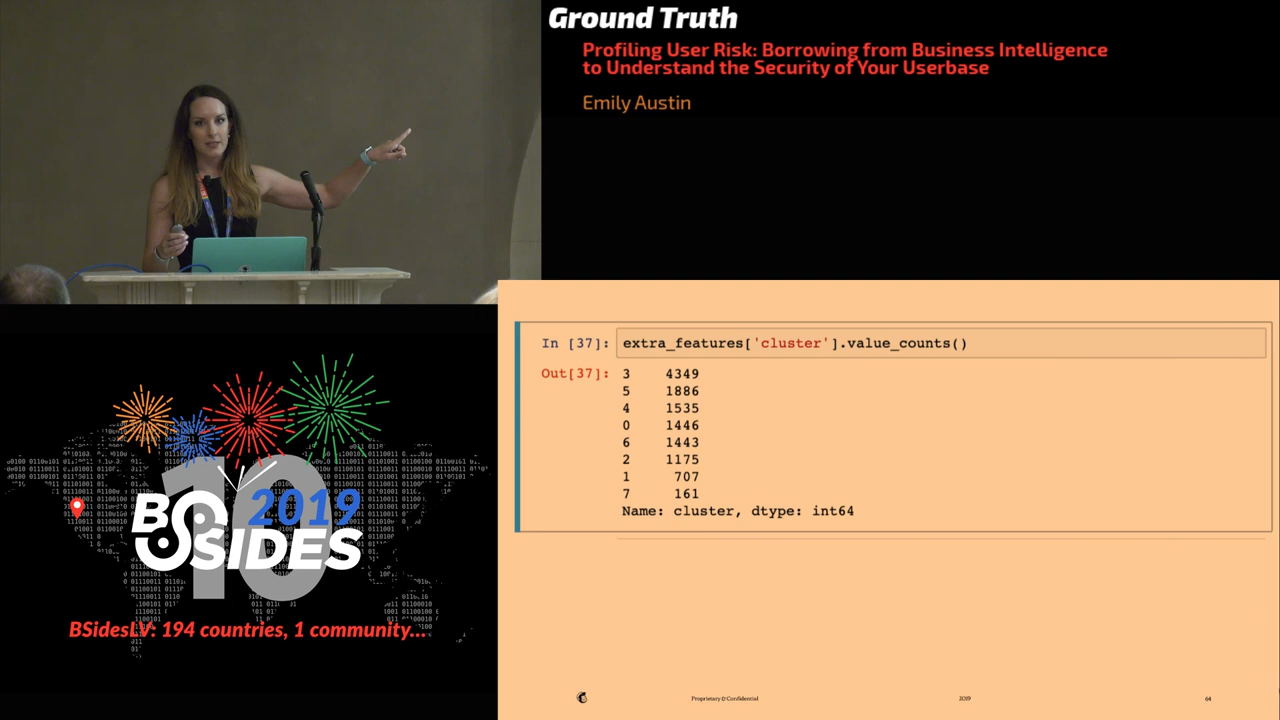 Ground Truth
Profiling User Risk: Borrowing from Business Intelligence
to Understand the Security of Your Userbase
Emily Austin
In [37]: extra_features['cluster'].value_counts()
Out[37]: 3 4349
5 1886
4 1535
0 1446
6 1443
2 1175
1 707
7 161
Name: cluster, dtype: int64
10
2019
BSIDES
BSidesLV: 194 countries, 1 community...
Proprietary & Confidential 2019 64